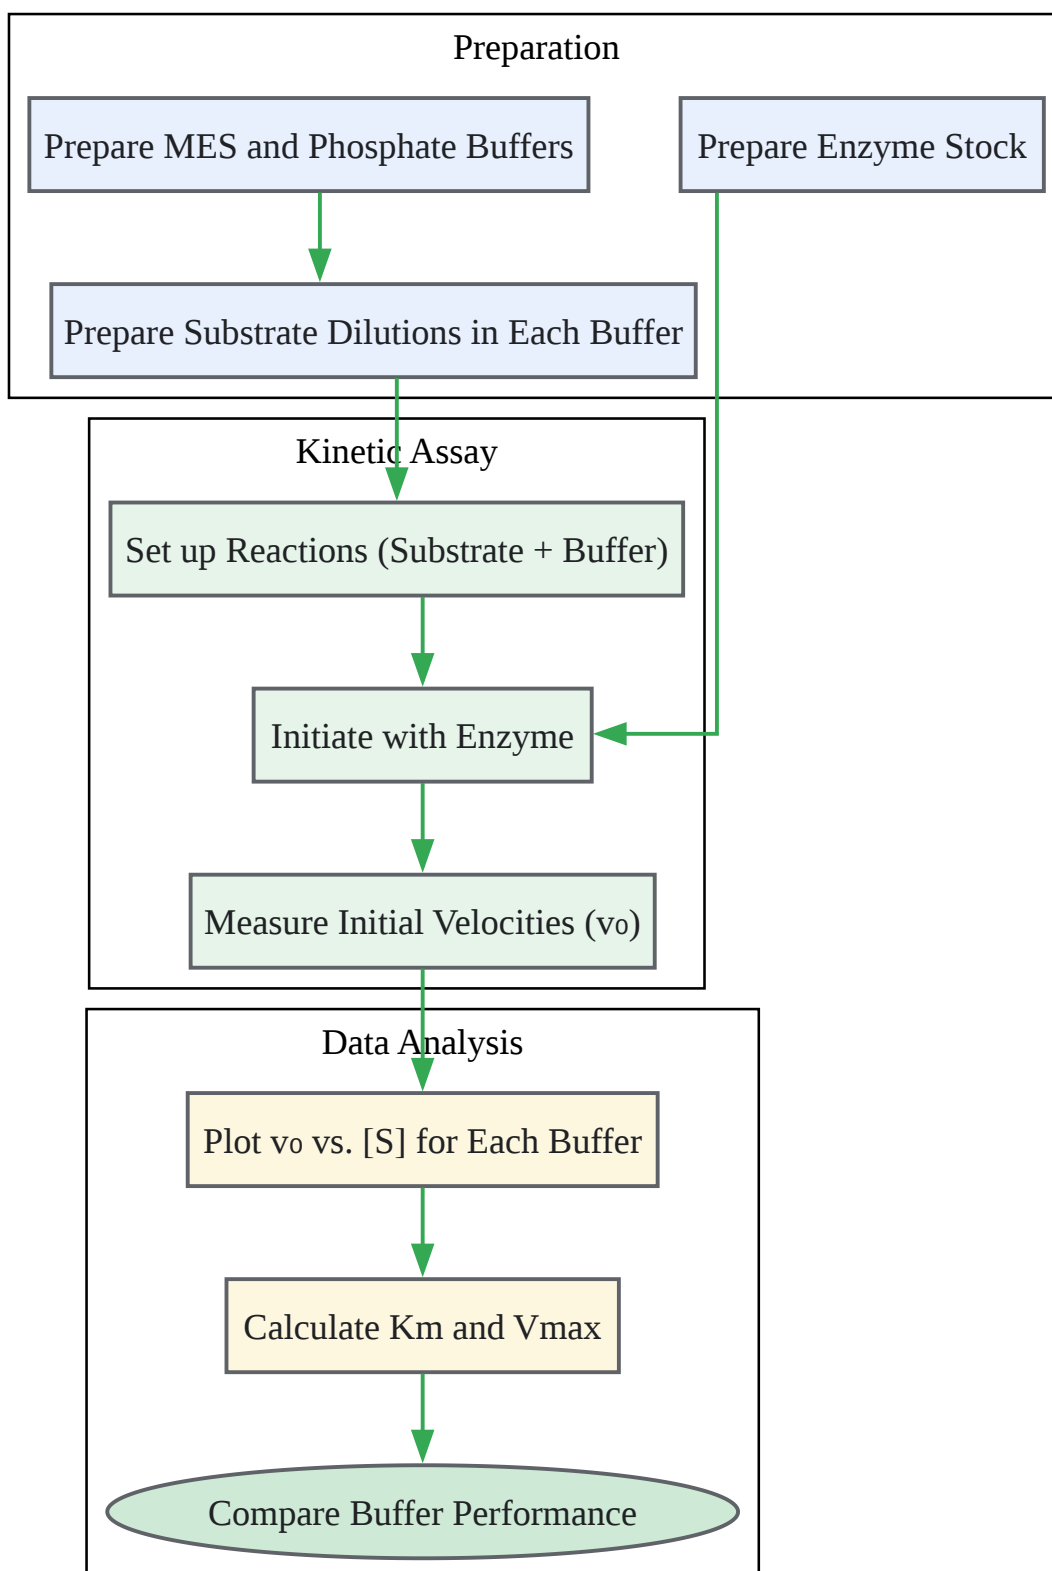 Preparation
Prepare MES and Phosphate Buffers
Prepare Enzyme Stock
Prepare Substrate Dilutions in Each Buffer
Kinetic Assay
Set up Reactions (Substrate + Buffer)
Initiate with Enzyme
Measure Initial Velocities (v₀)
Data Analysis
Plot v₀ vs. [S] for Each Buffer
Calculate Km and Vmax
Compare Buffer Performance